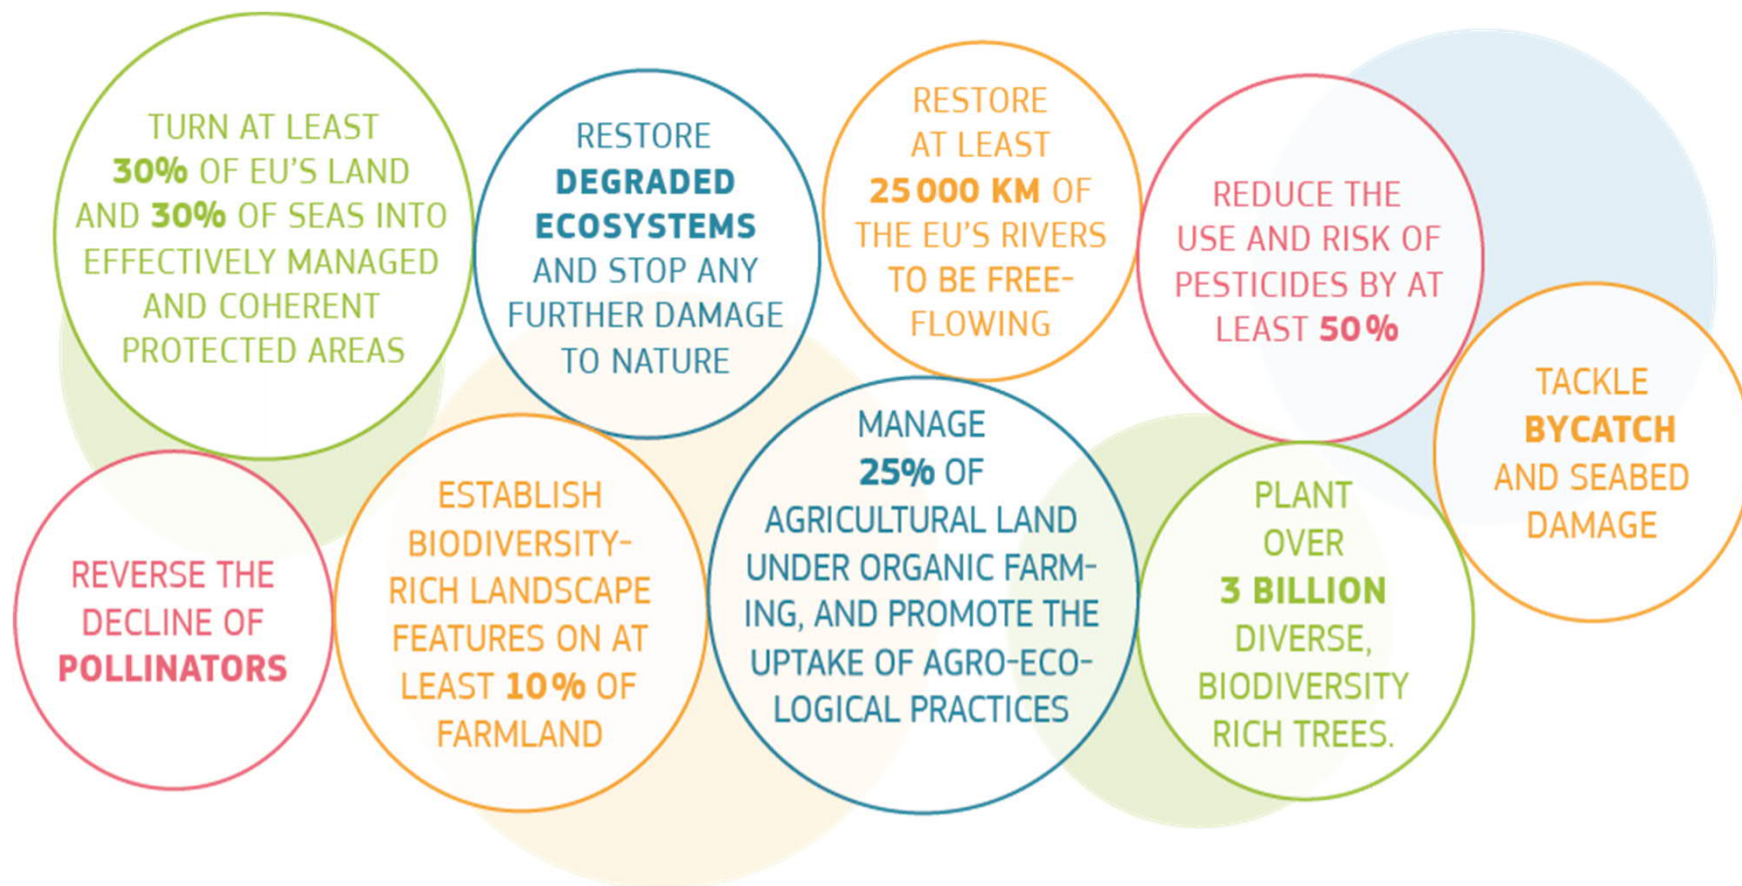 TURN AT LEAST
30% OF EU'S LAND
AND 30% OF SEAS INTO
EFFECTIVELY MANAGED
AND COHERENT
PROTECTED AREAS
RESTORE
DEGRADED
ECOSYSTEMS
AND STOP ANY
FURTHER DAMAGE
TO NATURE
RESTORE
AT LEAST
25 000 KM OF
THE EU'S RIVERS
TO BE FREE-
FLOWING
REDUCE THE
USE AND RISK OF
PESTICIDES BY AT
LEAST 50%
TACKLE
BYCATCH
AND SEABED
DAMAGE
REVERSE THE
DECLINE OF
POLLINATORS
ESTABLISH
BIODIVERSITY-
RICH LANDSCAPE
FEATURES ON AT
LEAST 10% OF
FARMLAND
MANAGE
25% OF
AGRICULTURAL LAND
UNDER ORGANIC FARM-
ING, AND PROMOTE THE
UPTAKE OF AGRO-ECO-
LOGICAL PRACTICES
PLANT
OVER
3 BILLION
DIVERSE,
BIODIVERSITY
RICH TREES.